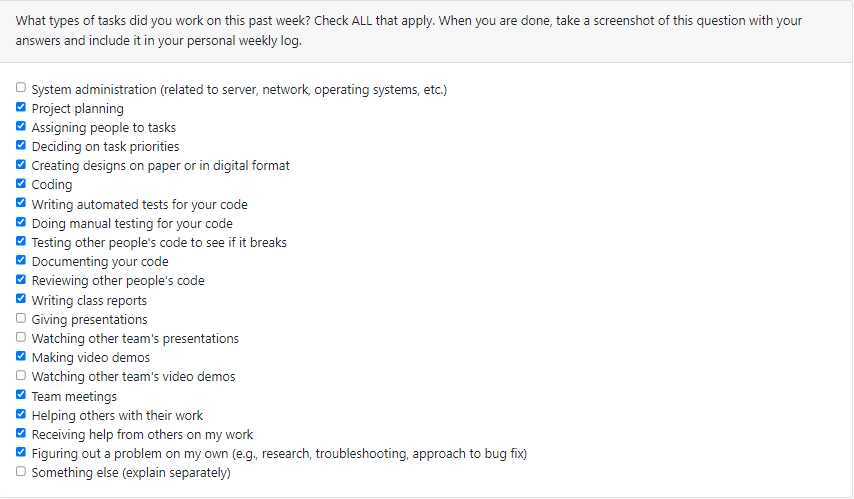 What types of tasks did you work on this past week? Check ALL that apply. When you are done, take a screenshot of this question with your
answers and include it in your personal weekly log.
System administration (related to server, network, operating systems, etc.)
Project planning
Assigning people to tasks
Deciding on task priorities
Creating designs on paper or in digital format
Coding
Writing automated tests for your code
Doing manual testing for your code
Testing other people's code to see if it breaks
Documenting your code
Reviewing other people's code
Writing class reports
Giving presentations
Watching other team's presentations
Making video demos
Watching other team's video demos
Team meetings
Helping others with their work
Receiving help from others on my work
Figuring out a problem on my own (e.g., research, troubleshooting, approach to bug fix)
Something else (explain separately)